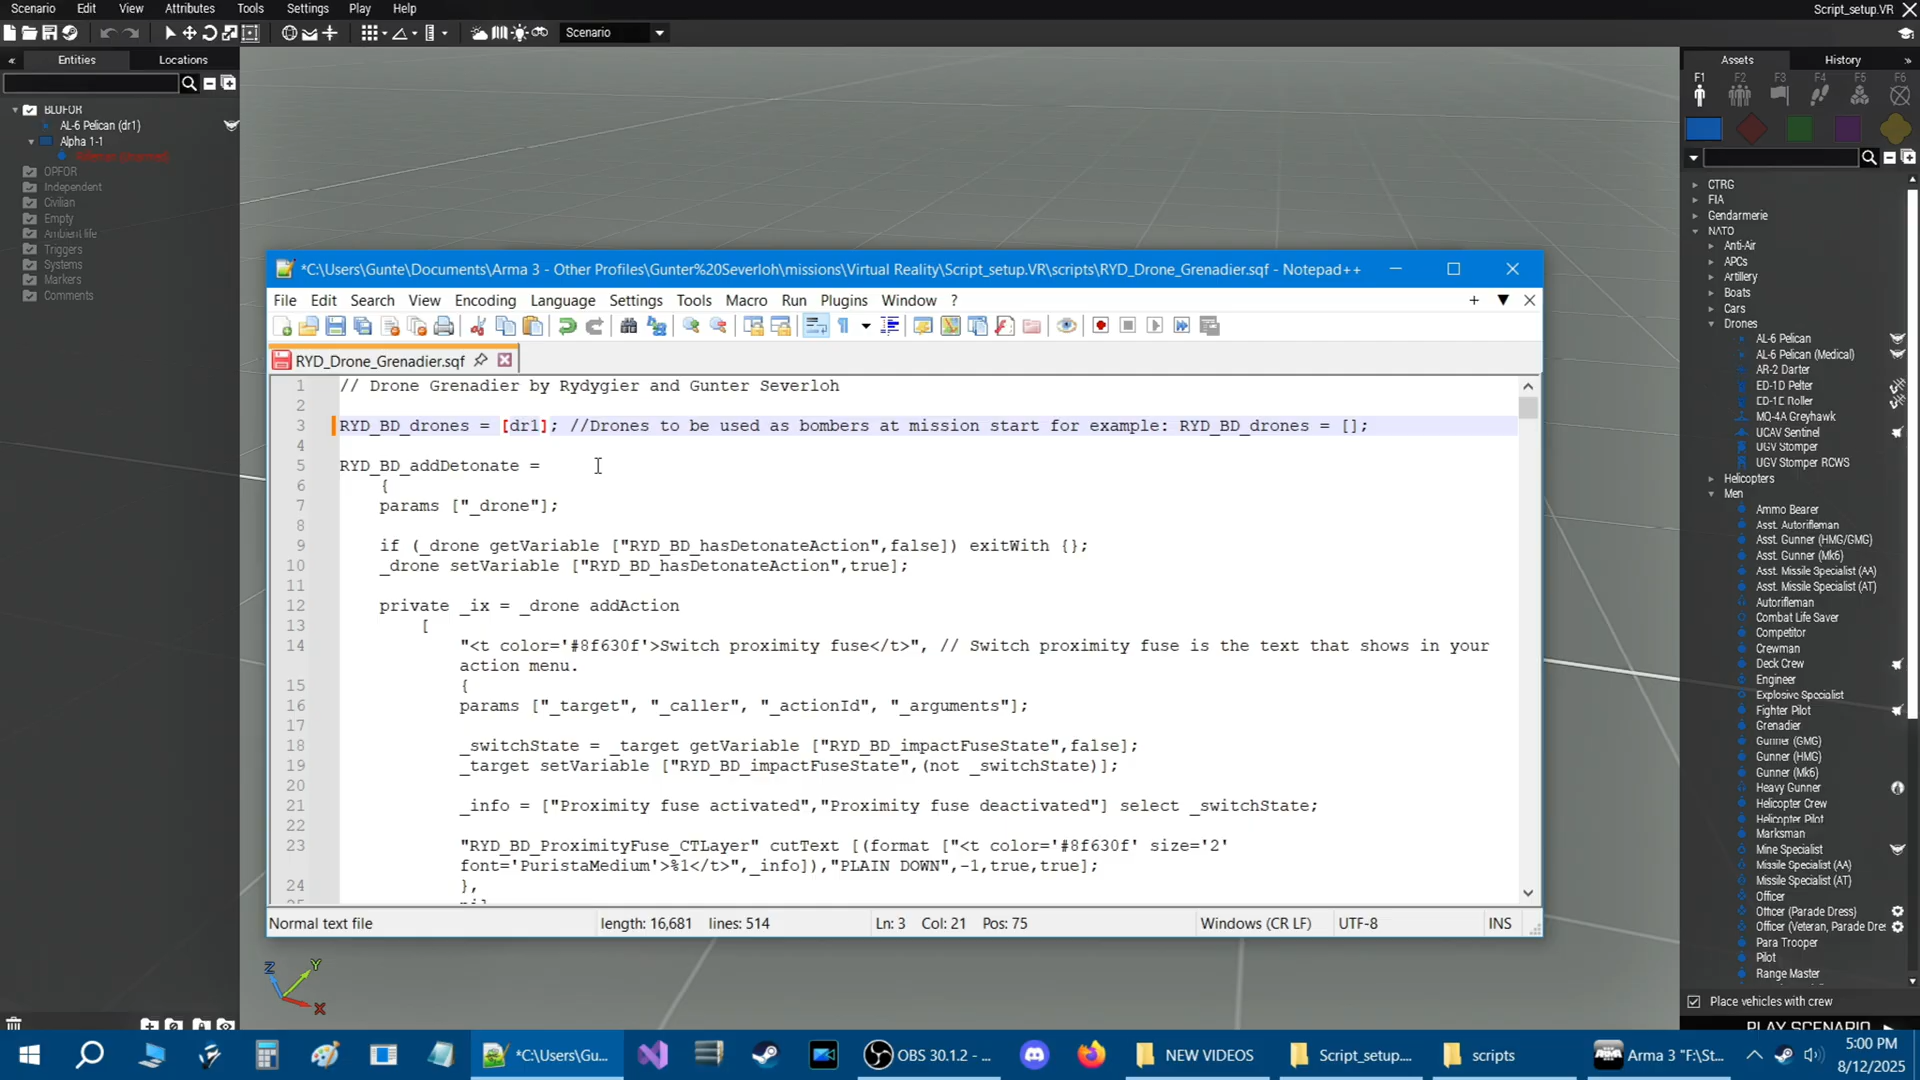 Scenario Edit View Attributes Tools Settings Play Help
Script_setup.VR
Scenario
Entities Locations
BLUFOR
AL-6 Pelican (dr1)
Alpha 1-1
OPFOR
Independent
Civilian
Empty
Ambient life
Triggers
Systems
Markers
Comments
*C:\Users\Gunte\Documents\Arma 3 - Other Profiles\Gunter%20Severloh\missions\Virtual Reality\Script_setup.VR\scripts\RYD_Drone_Grenadier.sqf - Notepad++
File Edit Search View Encoding Language Settings Tools Macro Run Plugins Window ?
RYD_Drone_Grenadier.sqf
1 // Drone Grenadier by Rydygier and Gunter Severloh
2
3 RYD_BD_drones = [dr1]; //Drones to be used as bombers at mission start for example: RYD_BD_drones = [];
4
5 RYD_BD_addDetonate =
6 {
7 params ["_drone"];
8
9 if (_drone getVariable ["RYD_BD_hasDetonateAction",false]) exitWith {};
10 _drone setVariable ["RYD_BD_hasDetonateAction",true];
11
12 private _ix = _drone addAction
13 [
14 "<t color='#8f630f'>Switch proximity fuse</t>", // Switch proximity fuse is the text that shows in your
action menu.
15 {
16 params ["_target", "_caller", "_actionId", "_arguments"];
17
18 _switchState = _target getVariable ["RYD_BD_impactFuseState",false];
19 _target setVariable ["RYD_BD_impactFuseState",(not _switchState)];
20
21 _info = ["Proximity fuse activated","Proximity fuse deactivated"] select _switchState;
22
23 "RYD_BD_ProximityFuse_CTLayer" cutText [(format ["<t color='#8f630f' size='2'
font='PuristaMedium'>%1</t>",_info]),"PLAIN DOWN",-1,true,true];
24 },
Normal text file length: 16,681 lines: 514 Ln: 3 Col: 21 Pos: 75 Windows (CR LF) UTF-8 INS
Z Y X
Assets History
F1 F2 F3 F4 F5 F6
CTRG
FIA
Gendarmerie
NATO
Anti-Air
APCs
Artillery
Boats
Cars
Drones
AL-6 Pelican
AL-6 Pelican (Medical)
AR-2 Darter
ED-1D Pelter
ED-1E Roller
MQ-4A Greyhawk
UCAV Sentinel
UGV Stomper
UGV Stomper RCWS
Helicopters
Men
Ammo Bearer
Asst. Autorifleman
Asst. Gunner (HMG/GMG)
Asst. Gunner (Mk6)
Asst. Missile Specialist (AA)
Asst. Missile Specialist (AT)
Autorifleman
Combat Life Saver
Competitor
Crewman
Deck Crew
Engineer
Explosive Specialist
Fighter Pilot
Grenadier
Gunner (GMG)
Gunner (HMG)
Gunner (Mk6)
Heavy Gunner
Helicopter Crew
Helicopter Pilot
Marksman
Mine Specialist
Missile Specialist (AA)
Missile Specialist (AT)
Officer
Officer (Parade Dress)
Officer (Veteran, Parade Dres
Para Trooper
Pilot
Range Master
Place vehicles with crew
PLAY SCENARIO
*C:\Users\Gu... OBS 30.1.2 - ... NEW VIDEOS Script_setup.... scripts Arma 3 "F:\St...
5:00 PM
8/12/2025